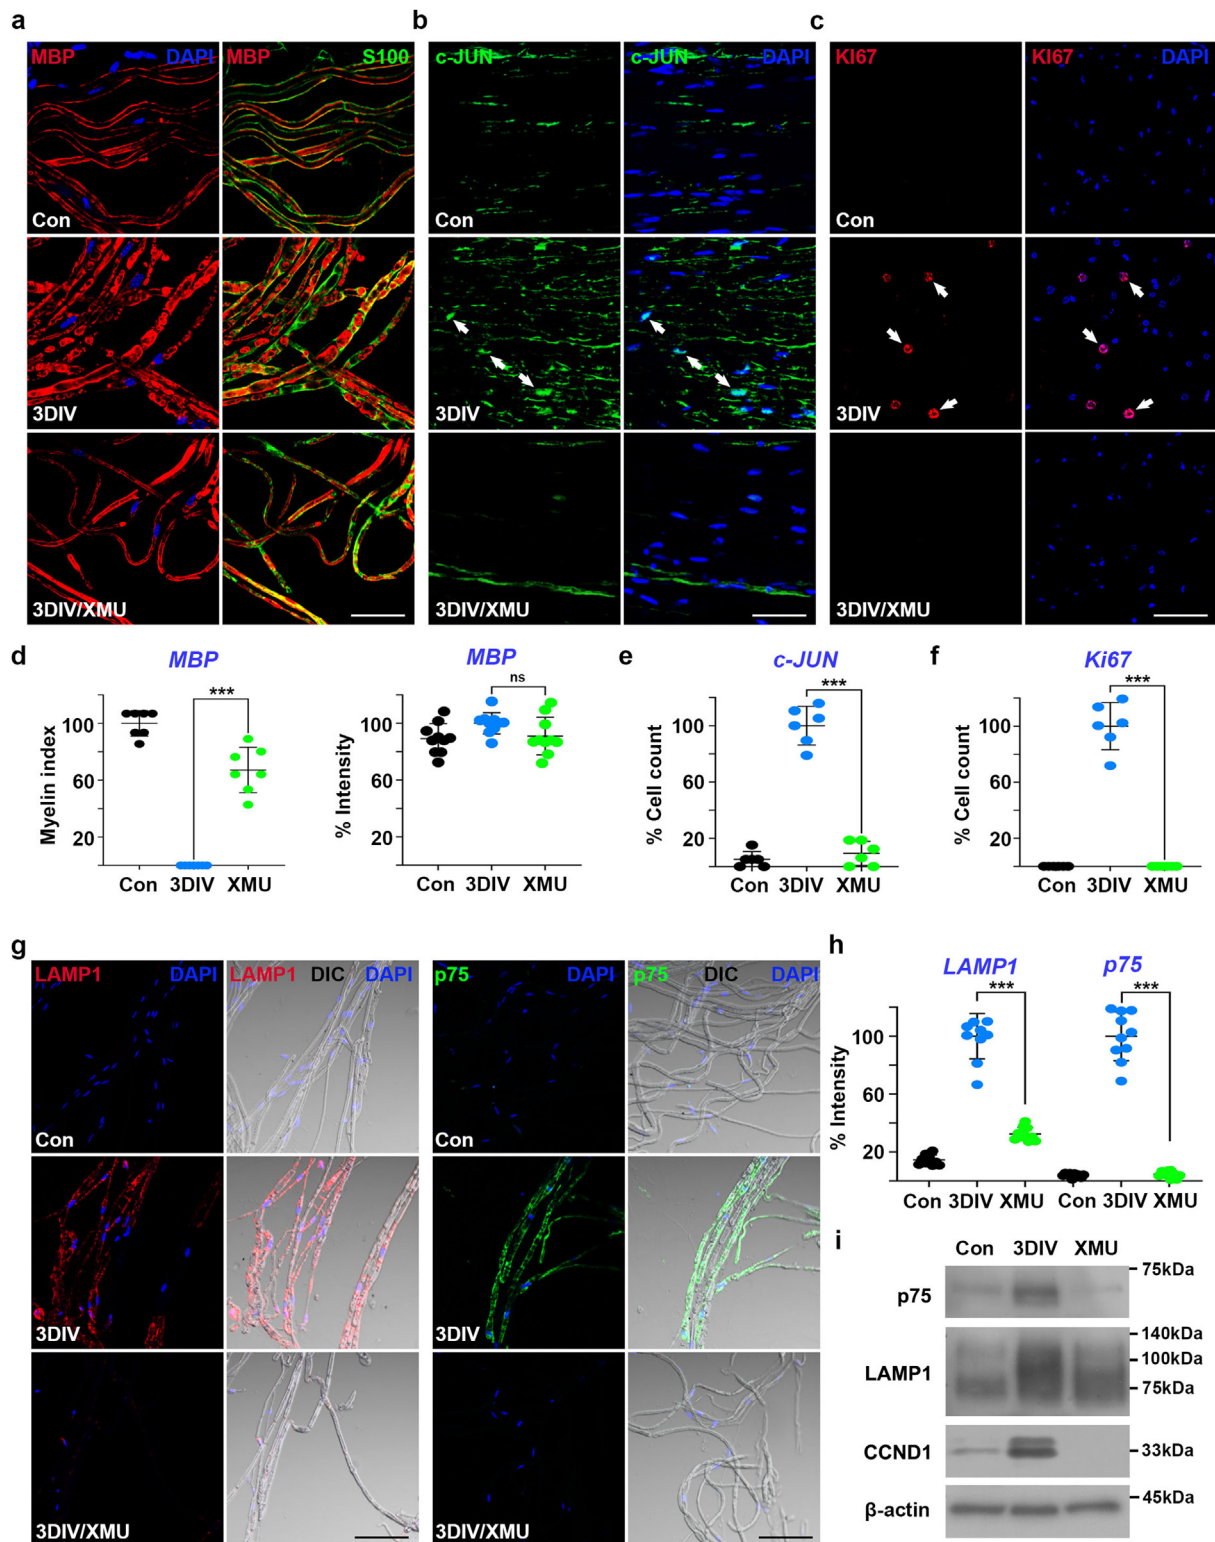 a
b
c
MBP DAPI MBP S100
c-JUN c-JUN DAPI
KI67 KI67 DAPI
Con Con Con
3DIV 3DIV 3DIV
3DIV/XMU 3DIV/XMU 3DIV/XMU
d
MBP
Myelin index
***
100
60
20
Con 3DIV XMU
MBP
% Intensity
ns
100
60
20
Con 3DIV XMU
e
c-JUN
% Cell count
***
100
60
20
Con 3DIV XMU
f
Ki67
% Cell count
***
100
60
20
Con 3DIV XMU
g
LAMP1 DAPI LAMP1 DIC DAPI p75 DAPI p75 DIC DAPI
Con Con
3DIV 3DIV
3DIV/XMU 3DIV/XMU
h
LAMP1 p75
% Intensity
*** ***
100
60
20
Con 3DIV XMU Con 3DIV XMU
i
Con 3DIV XMU
p75
75kDa
LAMP1
140kDa
100kDa
75kDa
CCND1
33kDa
β-actin
45kDa